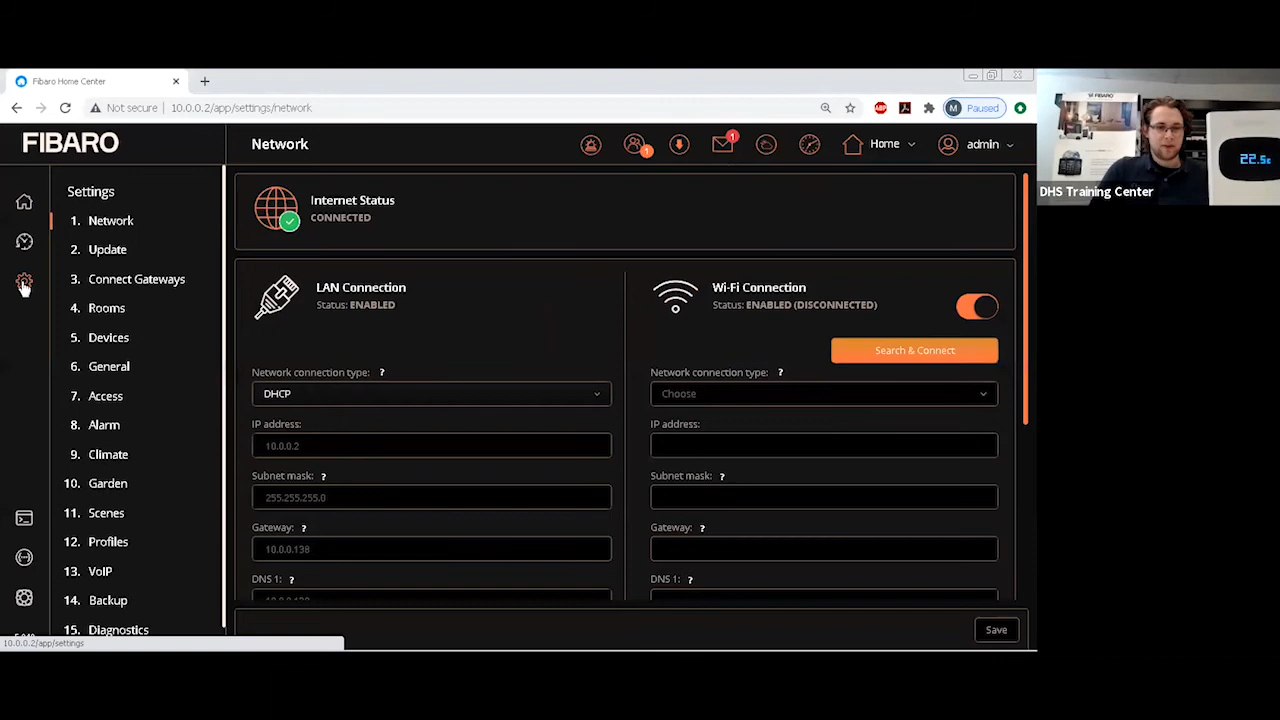 Fibaro Home Center
Not secure | 10.0.0.2/app/settings/network
ABP
M Paused
FIBARO
Network
1
1
Home
admin
Settings
1. Network
2. Update
3. Connect Gateways
4. Rooms
5. Devices
6. General
7. Access
8. Alarm
9. Climate
10. Garden
11. Scenes
12. Profiles
13. VoIP
14. Backup
15. Diagnostics
10.0.0.2/app/settings
Internet Status
CONNECTED
LAN Connection
Status: ENABLED
Network connection type: ?
DHCP
IP address:
10.0.0.2
Subnet mask: ?
255.255.255.0
Gateway: ?
10.0.0.138
DNS 1: ?
Wi-Fi Connection
Status: ENABLED (DISCONNECTED)
Search & Connect
Network connection type: ?
Choose
IP address:
Subnet mask: ?
Gateway: ?
DNS 1: ?
Save
FIBARO
22.5c
DHS Training Center